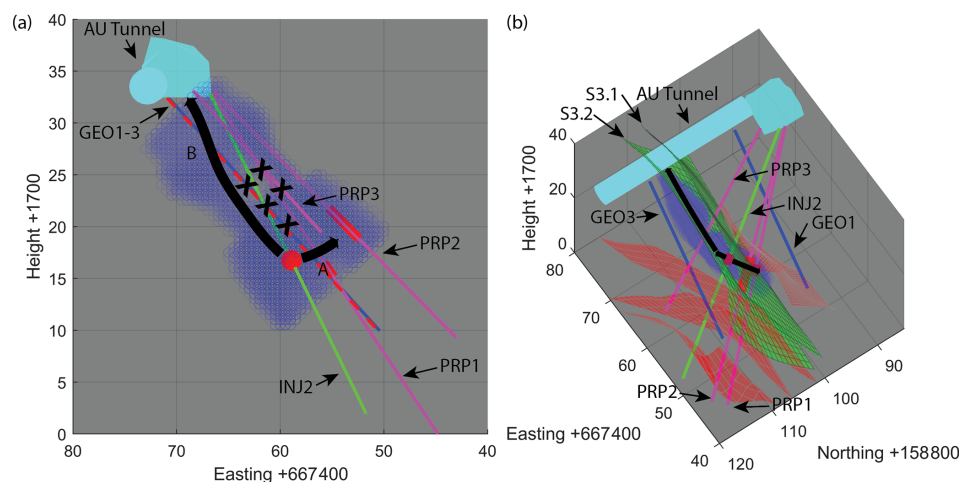 (a)
AU Tunnel
GEO1-3
B
PRP3
PRP2
A
INJ2
PRP1
X X X X X X
40
35
30
25
20
15
10
5
0
Height +1700
80 70 60 50 40
Easting +667400
(b)
S3.1
AU Tunnel
S3.2
PRP3
INJ2
GEO3
GEO1
PRP2
PRP1
40
20
0
Height +1700
80
70
60
50
40
Easting +667400
120
110
100
90
Northing +158800